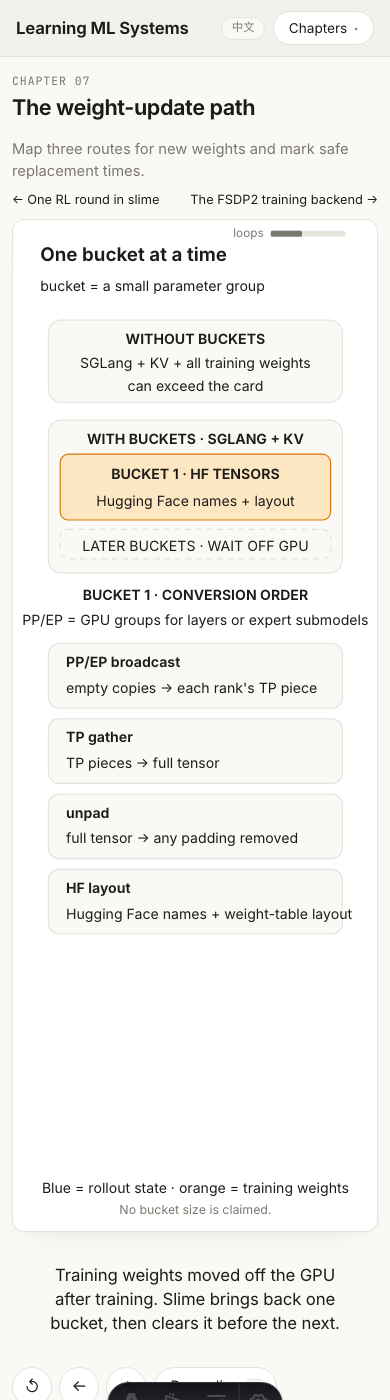 Learning ML Systems
中文
Chapters
CHAPTER 07
The weight-update path
Map three routes for new weights and mark safe
replacement times.
← One RL round in slime
The FSDP2 training backend →
loops
One bucket at a time
bucket = a small parameter group
WITHOUT BUCKETS
SGLang + KV + all training weights
can exceed the card
WITH BUCKETS · SGLANG + KV
BUCKET 1 · HF TENSORS
Hugging Face names + layout
LATER BUCKETS · WAIT OFF GPU
BUCKET 1 · CONVERSION ORDER
PP/EP = GPU groups for layers or expert submodels
PP/EP broadcast
empty copies → each rank's TP piece
TP gather
TP pieces → full tensor
unpad
full tensor → any padding removed
HF layout
Hugging Face names + weight-table layout
Blue = rollout state · orange = training weights
No bucket size is claimed.
Training weights moved off the GPU
after training. Slime brings back one
bucket, then clears it before the next.